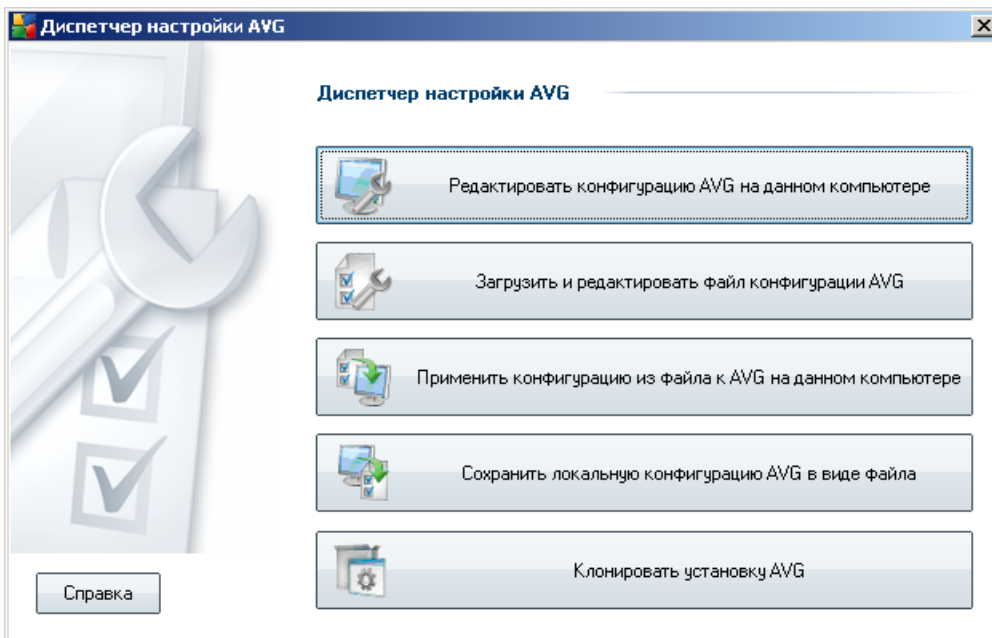 Диспетчер настройки AVG
Диспетчер настройки AVG
Редактировать конфигурацию AVG на данном компьютере
Загрузить и редактировать файл конфигурации AVG
Применить конфигурацию из файла к AVG на данном компьютере
Сохранить локальную конфигурацию AVG в виде файла
Клонировать установку AVG
Справка